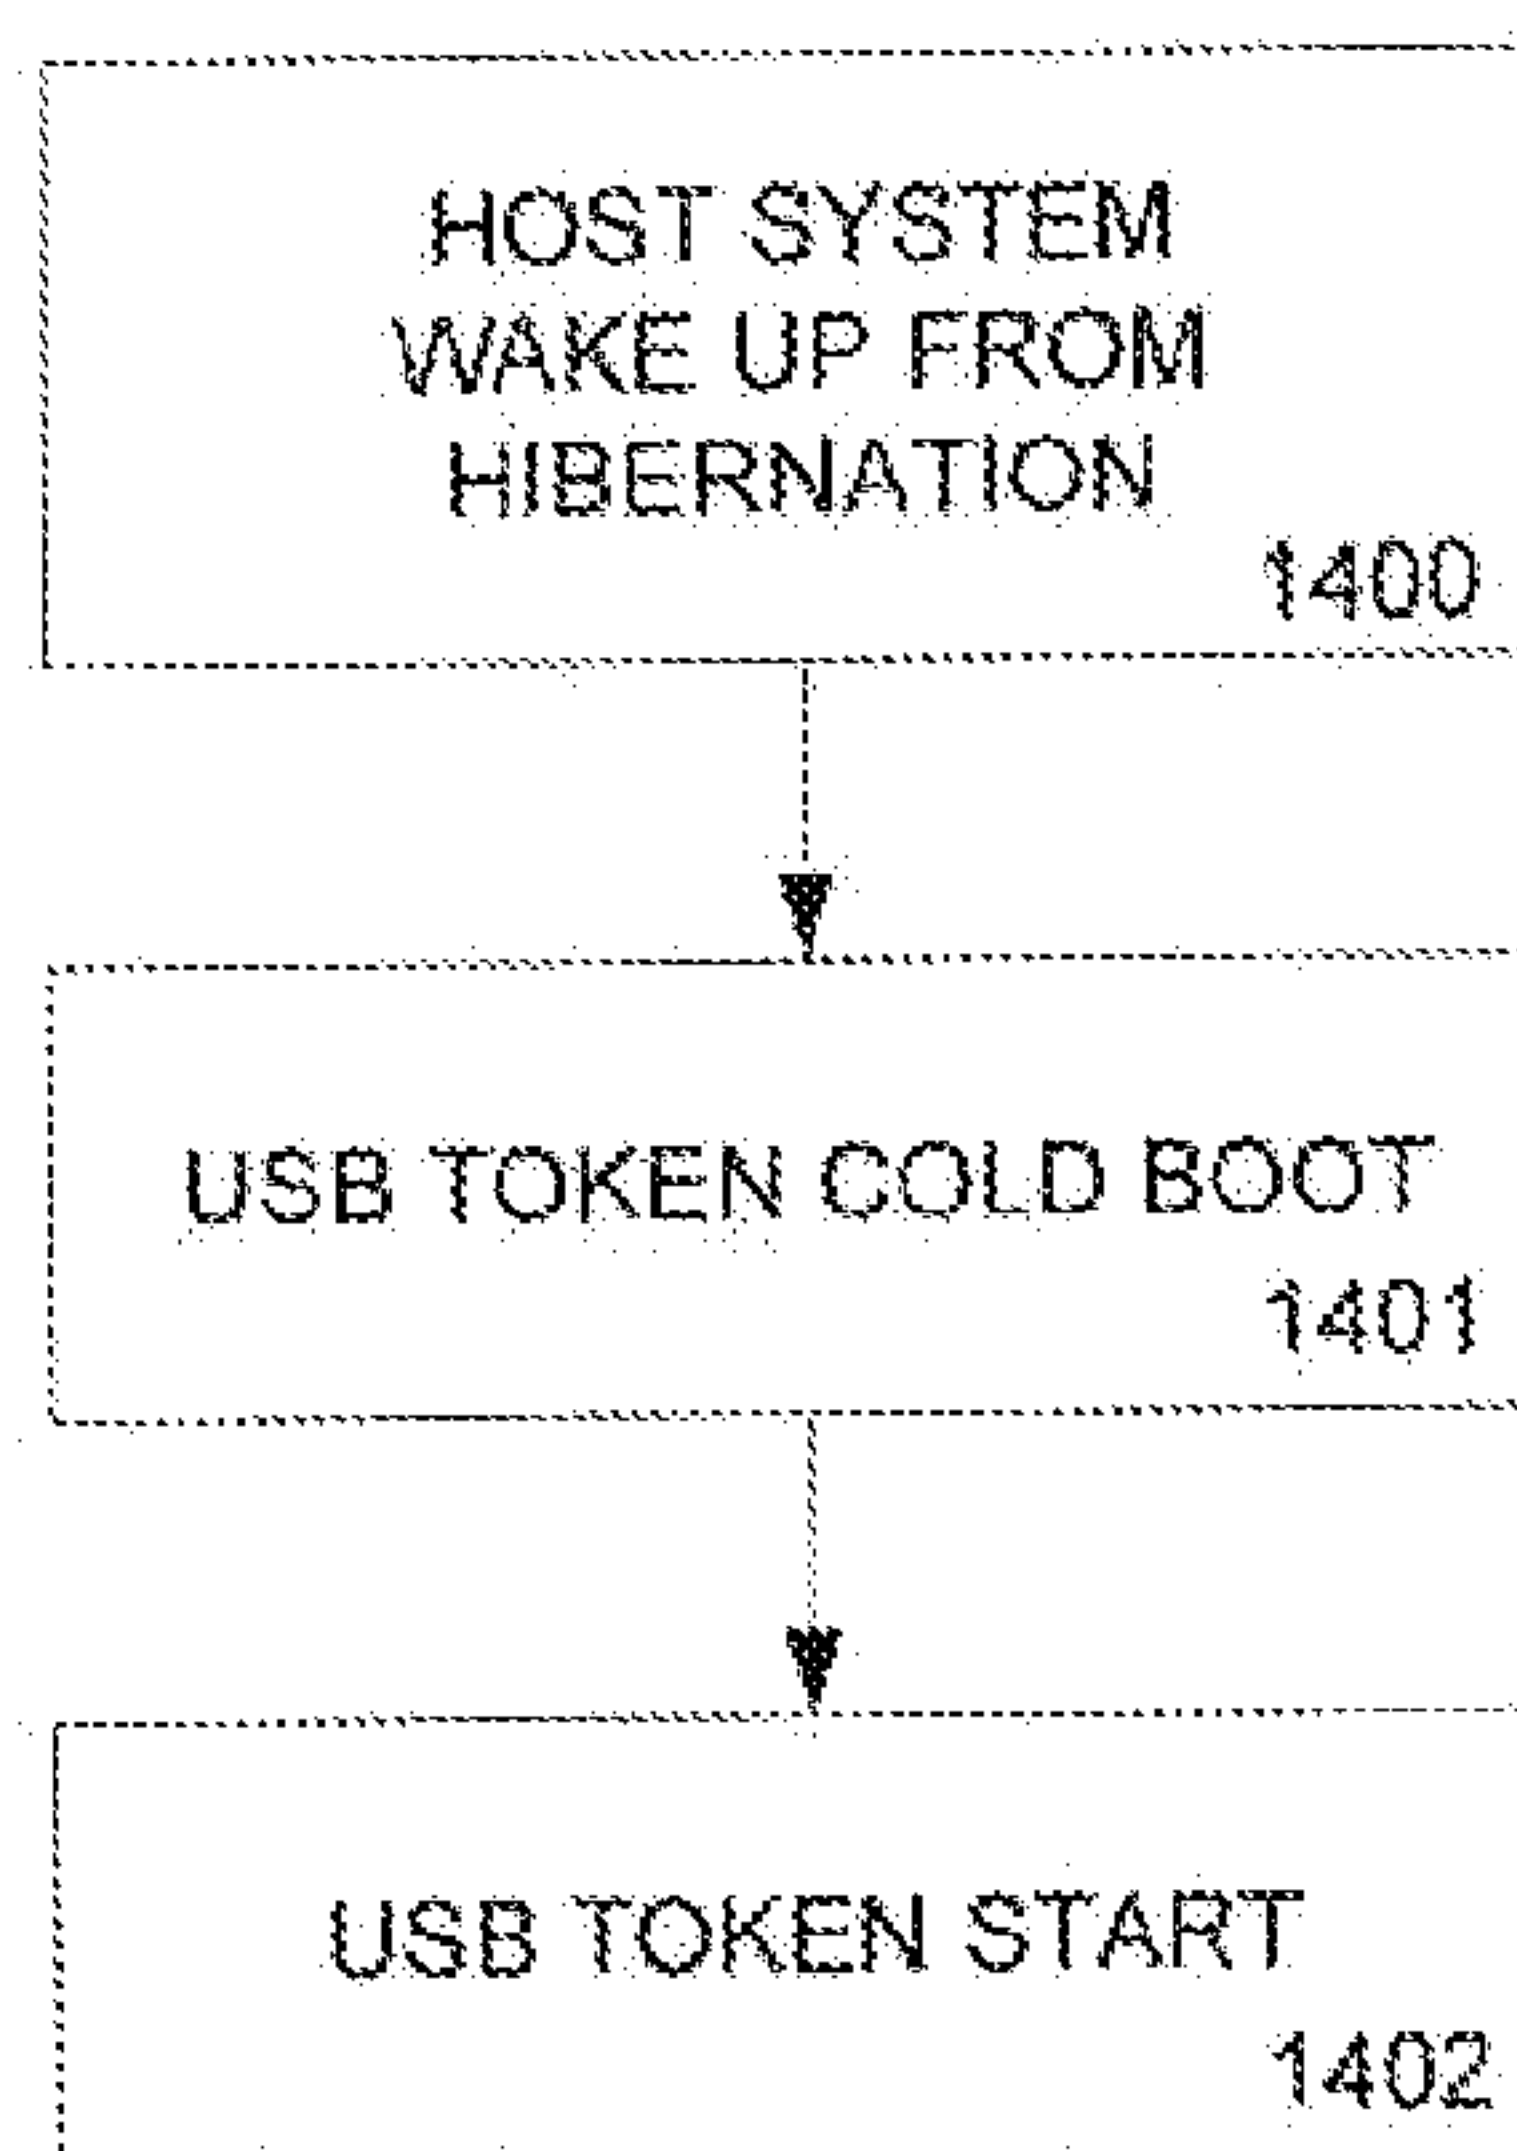 HOST SYSTEM
WAKE UP FROM
HIBERNATION
1400
USB TOKEN COLD BOOT
1401
USB TOKEN START
1402